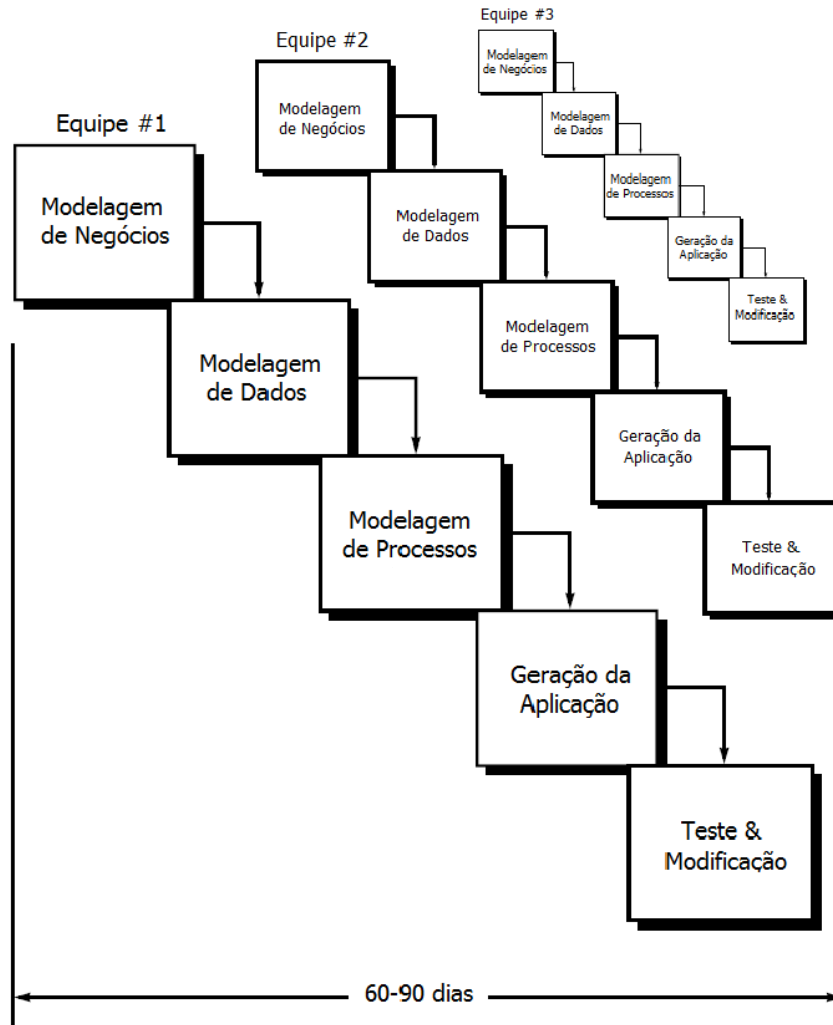 Equipe #1
Modelagem
de Negócios
Modelagem
de Dados
Modelagem
de Processos
Geração da
Aplicação
Teste &
Modificação
Equipe #2
Modelagem
de Negócios
Modelagem
de Dados
Modelagem
de Processos
Geração da
Aplicação
Teste &
Modificação
Equipe #3
Modelagem
de Negócios
Modelagem
de Dados
Modelagem
de Processos
Geração da
Aplicação
Teste &
Modificação
60-90 dias